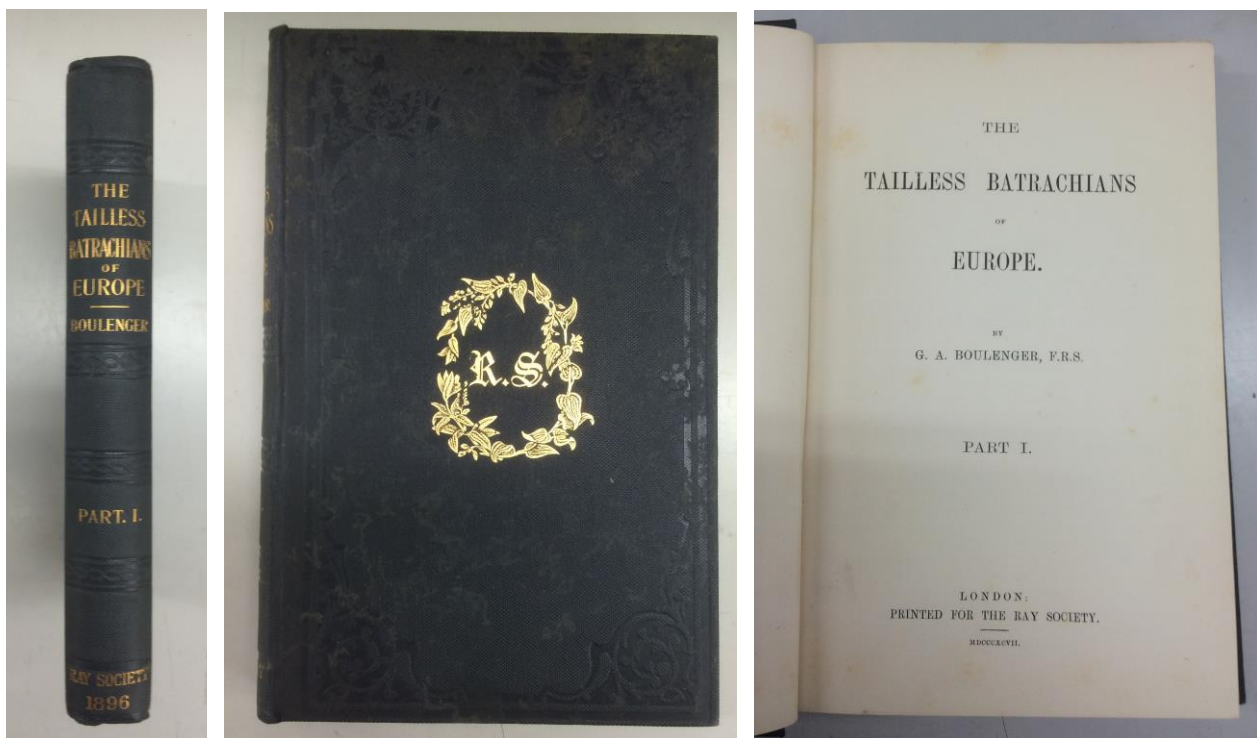 THE
TAILLESS
BATRACHIANS
OF
EUROPE
BOULENGER
PART. I.
RAY SOCIETY
1896
R.S.
THE
TAILLESS BATRACHIANS
OF
EUROPE.
BY
G. A. BOULENGER, F.R.S.
PART I.
LONDON:
PRINTED FOR THE RAY SOCIETY.
MDCCCXCVII.